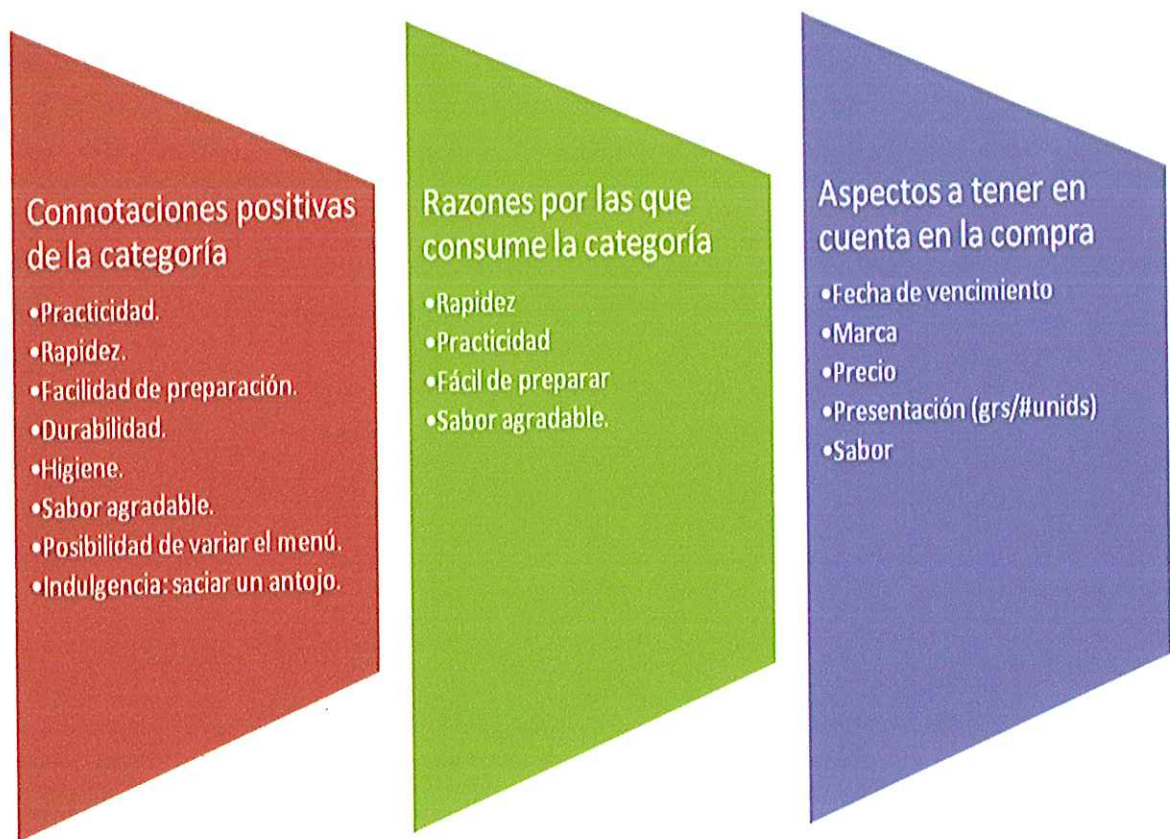 Connotaciones positivas
de la categoría
•Practicidad.
•Rapidez.
•Facilidad de preparación.
•Durabilidad.
•Higiene.
•Sabor agradable.
•Posibilidad de variar el menú.
•Indulgencia: saciar un antojo.
Razones por las que
consume la categoría
•Rapidez
•Practicidad
•Fácil de preparar
•Sabor agradable.
Aspectos a tener en
cuenta en la compra
•Fecha de vencimiento
•Marca
•Precio
•Presentación (grs/#unids)
•Sabor